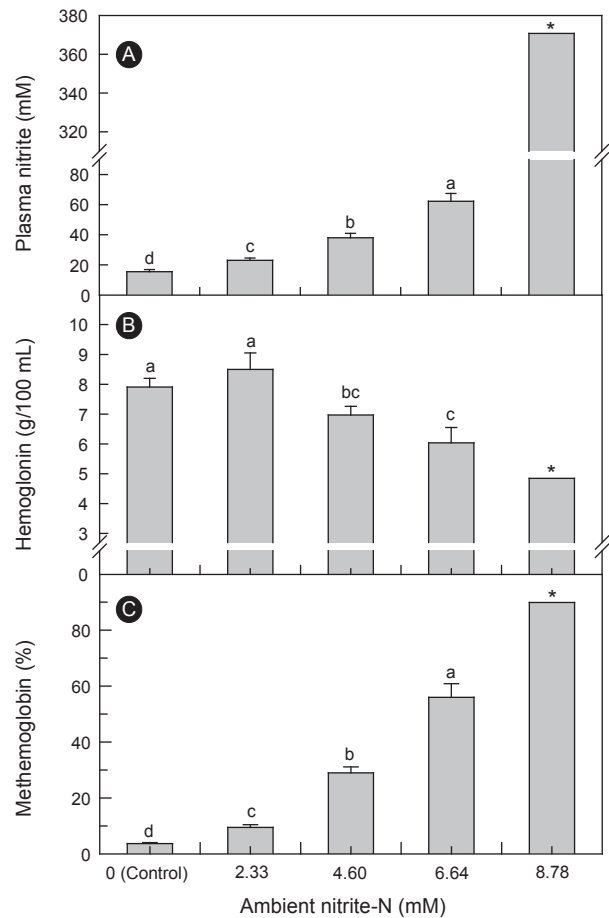 380
360
340
320
80
60
40
20
0
Plasma nitrite (mM)
A
d
c
b
a
*
10
9
8
7
6
5
4
3
0
Hemoglonin (g/100 mL)
B
a
a
bc
c
*
80
60
40
20
0
Methemoglobin (%)
C
d
c
b
a
*
0 (Control) 2.33 4.60 6.64 8.78
Ambient nitrite-N (mM)